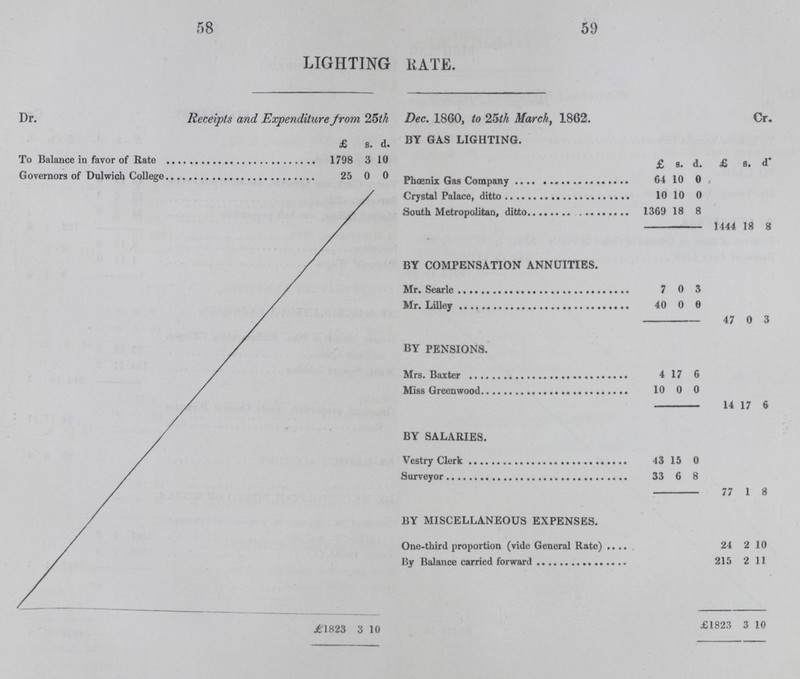 58
59
LIGHTING RATE.
Dr. Receipts and Expenditure from 25th Dec. 1860, to 25th March, 1862. Cr.
£ s. d.
To Balance in favor of Rate ........................ 1798 3 10
Governors of Dulwich College........................ 25 0 0
£1823 3 10
BY GAS LIGHTING.
£ s. d. £ s. d.
Phœnix Gas Company .................... 64 10 0
Crystal Palace, ditto .................... 10 10 0
South Metropolitan, ditto.................... 1369 18 8
1444 18 8
BY COMPENSATION ANNUITIES.
Mr. Searle .......................... 7 0 3
Mr. Lilley .......................... 40 0 0
47 0 3
BY PENSIONS.
Mrs. Baxter .......................... 4 17 6
Miss Greenwood.......................... 10 0 0
14 17 6
BY SALARIES.
Vestry Clerk .......................... 43 15 0
Surveyor .............................. 33 6 8
77 1 8
BY MISCELLANEOUS EXPENSES.
One-third proportion (vide General Rate) .... 24 2 10
By Balance carried forward ................ 215 2 11
£1823 3 10